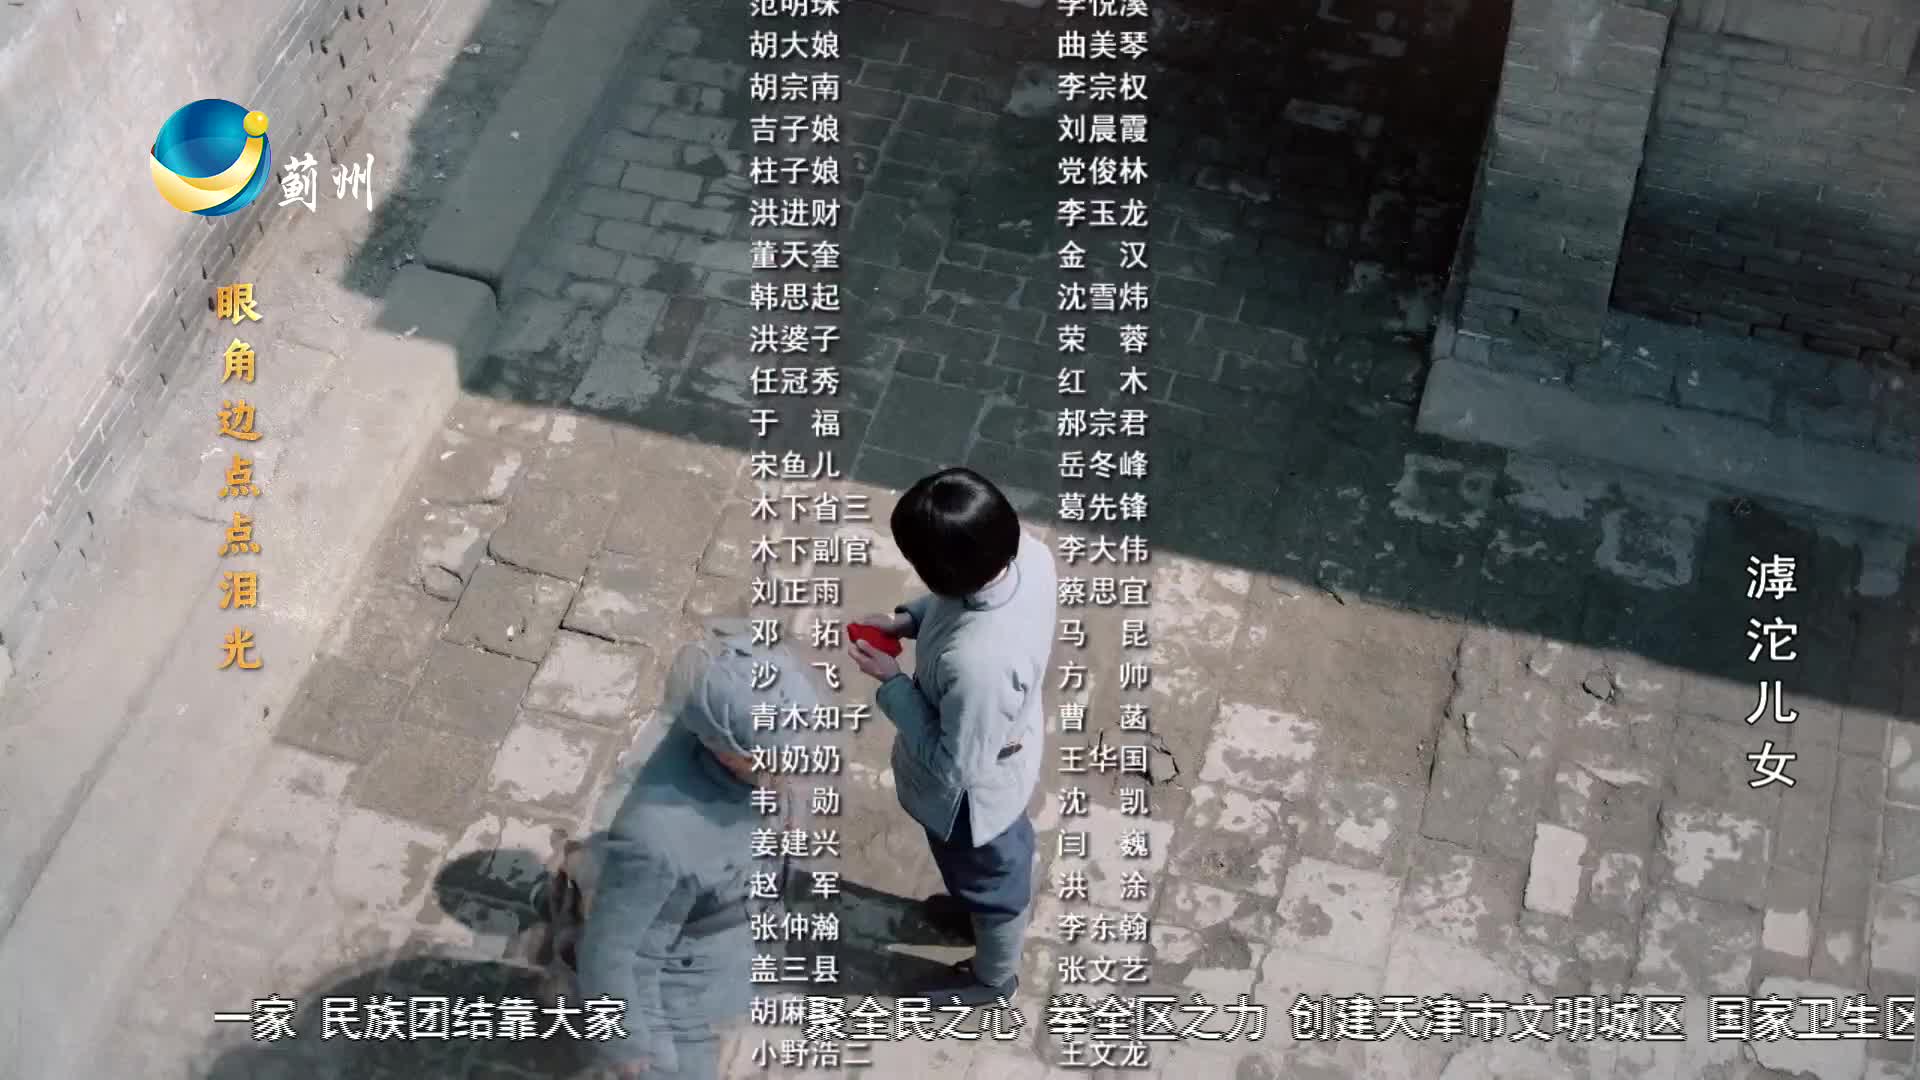 范明珠 李悦溪
胡大娘 曲美琴
胡宗南 李宗权
吉子娘 刘晨霞
柱子娘 党俊林
洪进财 李玉龙
董天奎 金 汉
韩思起 沈雪炜
洪婆子 荣 蓉
任冠秀 红 木
于 福 郝宗君
宋鱼儿 岳冬峰
木下省三 葛先锋
木下副官 李大伟
刘正雨 蔡思宜
邓 拓 马 昆
沙 飞 方 帅
青木知子 曹 菡
刘奶奶 王华国
韦 勋 沈 凯
姜建兴 闫 巍
赵 军 洪 涂
张仲瀚 李东翰
盖三县 张文艺
胡麻
小野浩二 王文龙
蓟州
眼角边点点泪光
滹沱儿女
一家 民族团结靠大家 聚全民之心 举全区之力 创建天津市文明城区 国家卫生区